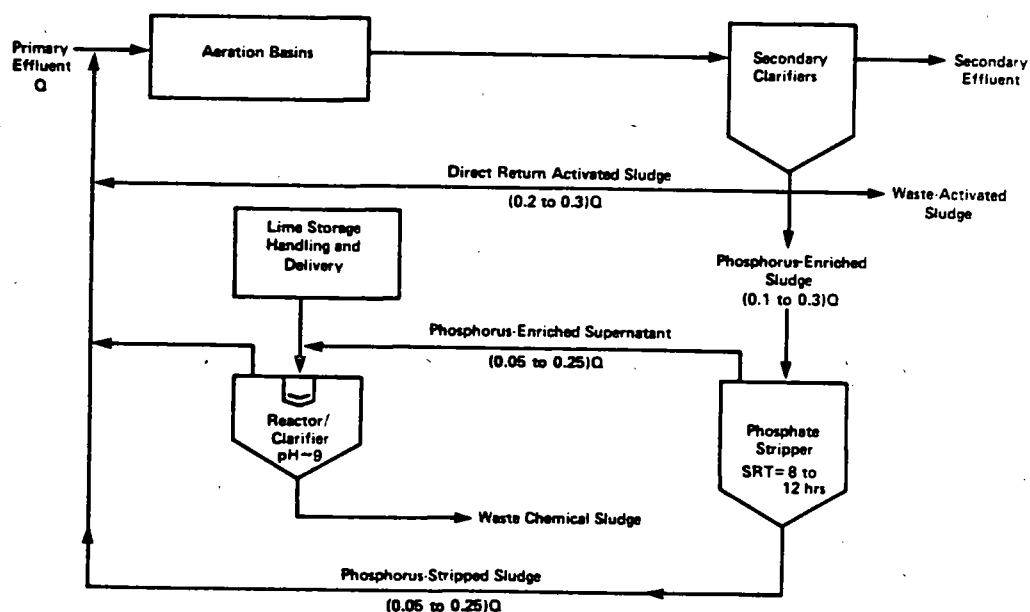 Primary
Effluent
Q
Aeration Basins
Secondary
Clarifiers
Secondary
Effluent
Direct Return Activated Sludge
(0.2 to 0.3)Q
Waste-Activated
Sludge
Lime Storage
Handling and
Delivery
Phosphorus-Enriched
Sludge
(0.1 to 0.3)Q
Phosphorus-Enriched Supernatant
(0.05 to 0.25)Q
Reactor/
Clarifier
pH~9
Phosphate
Stripper
SRT= 8 to
12 hrs
Waste Chemical Sludge
Phosphorus-Stripped Sludge
(0.05 to 0.25)Q